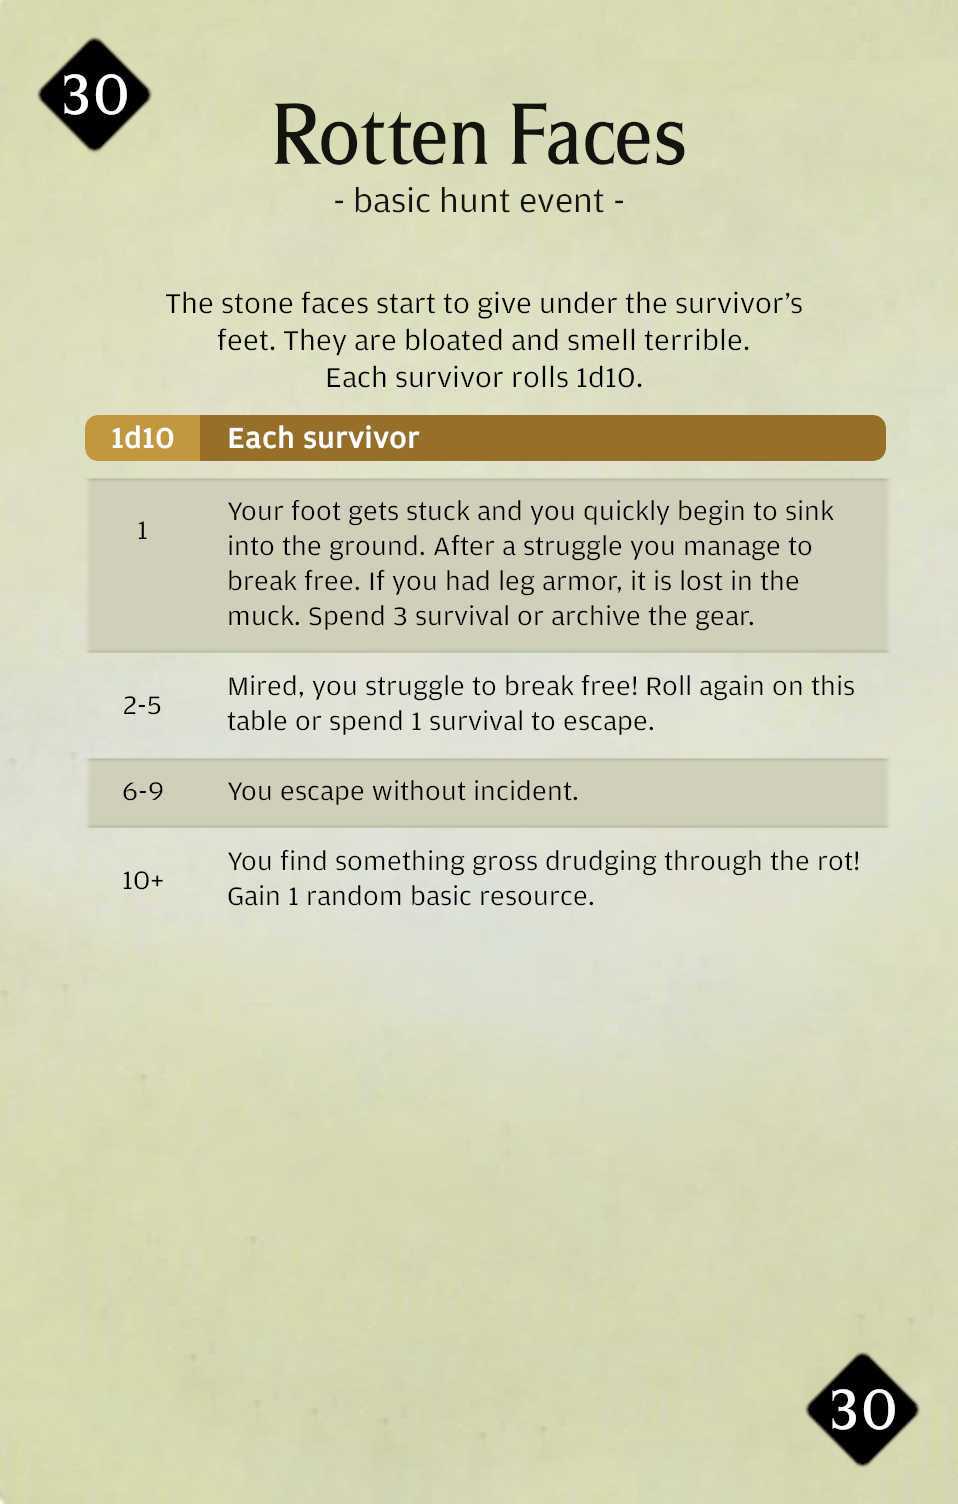 30
Rotten Faces
- basic hunt event -
The stone faces start to give under the survivor’s
feet. They are bloated and smell terrible.
Each survivor rolls 1d10.
1d10 Each survivor
1
Your foot gets stuck and you quickly begin to sink
into the ground. After a struggle you manage to
break free. If you had leg armor, it is lost in the
muck. Spend 3 survival or archive the gear.
2-5
Mired, you struggle to break free! Roll again on this
table or spend 1 survival to escape.
6-9 You escape without incident.
10+
You find something gross drudging through the rot!
Gain 1 random basic resource.
30